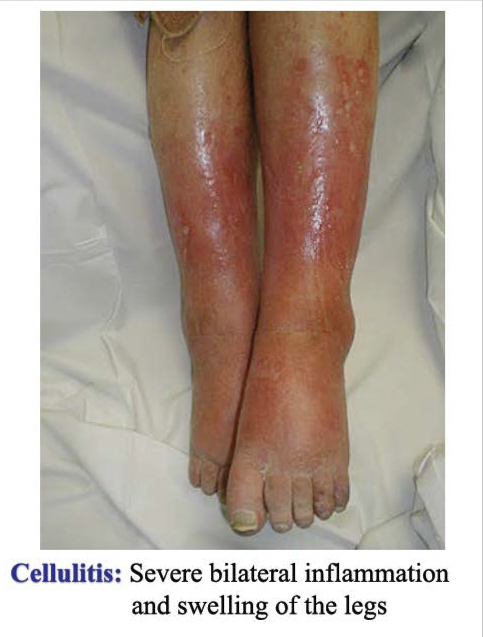 Cellulitis: Severe bilateral inflammation
and swelling of the legs